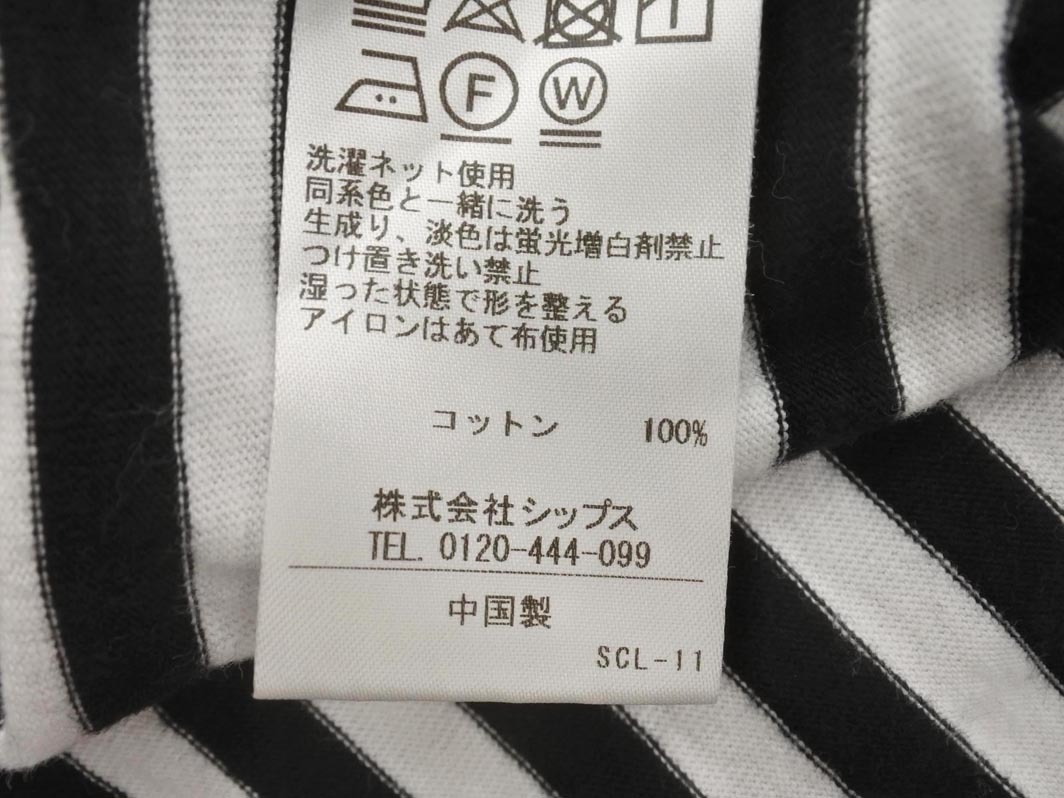 F W
洗濯ネット使用
同系色と一緒に洗う
生成り、淡色は蛍光増白剤禁止
つけ置き洗い禁止
湿った状態で形を整える
アイロンはあて布使用
コットン 100%
株式会社シップス
TEL. 0120-444-099
中国製
SCL-11